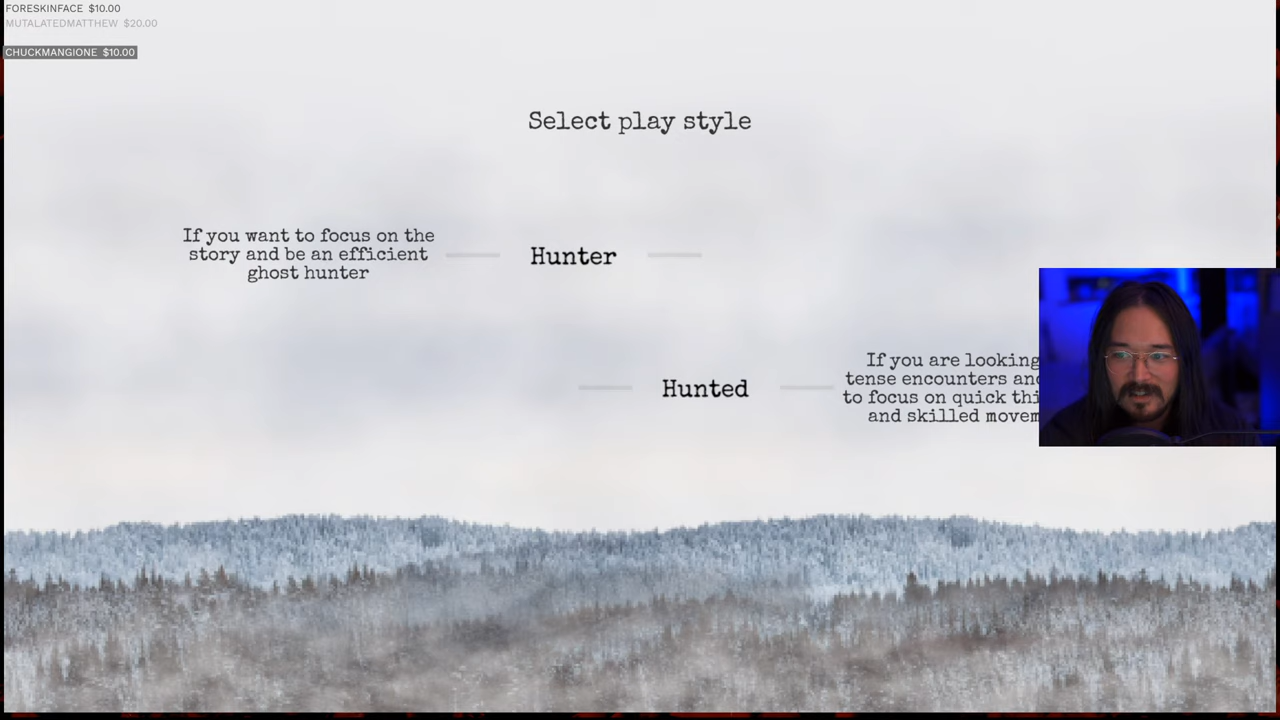 FORESKINFACE $10.00
MUTALATEDMATTHEW $20.00
CHUCKMANGIONE $10.00
Select play style
If you want to focus on the
story and be an efficient
ghost hunter
Hunter
Hunted
If you are looking
tense encounters
to focus on quick
and skilled